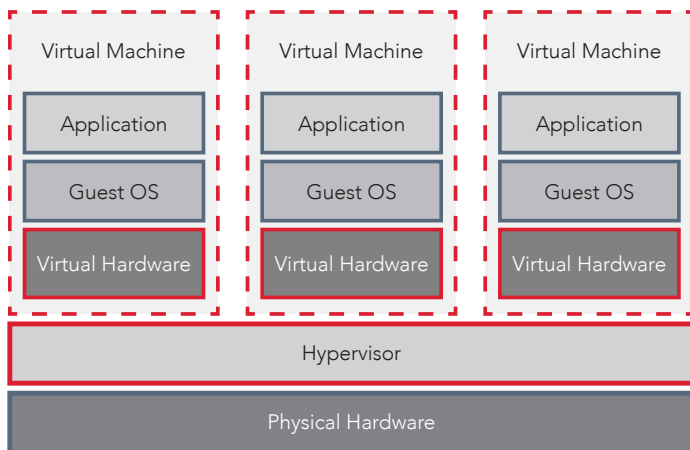 Virtual Machine
Application
Guest OS
Virtual Hardware
Virtual Machine
Application
Guest OS
Virtual Hardware
Virtual Machine
Application
Guest OS
Virtual Hardware
Hypervisor
Physical Hardware